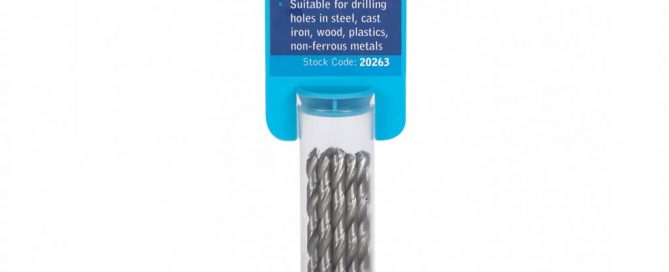 • Suitable for drilling
holes in steel, cast
iron, wood, plastics,
non-ferrous metals
Stock Code: 20263